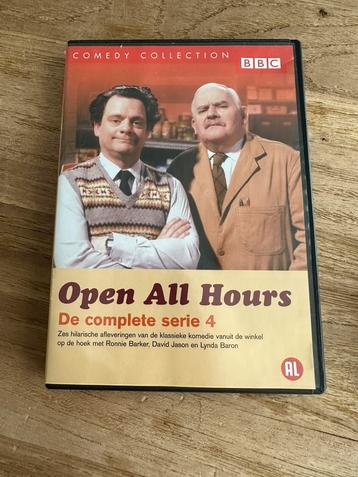 COMEDY COLLECTION BBC
Open All Hours
De complete serie 4
Zes hilarische afleveringen van de klassieke komedie vanuit de winkel
op de hoek met Ronnie Barker, David Jason en Lynda Baron
AL